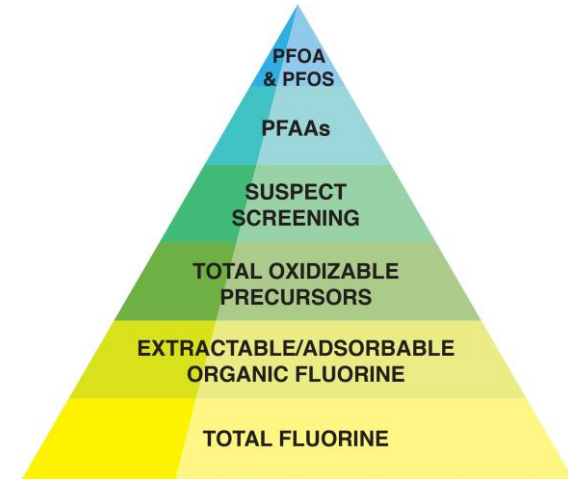 PFOA
& PFOS
PFAAs
SUSPECT
SCREENING
TOTAL OXIDIZABLE
PRECURSORS
EXTRACTABLE/ADSORBABLE
ORGANIC FLUORINE
TOTAL FLUORINE